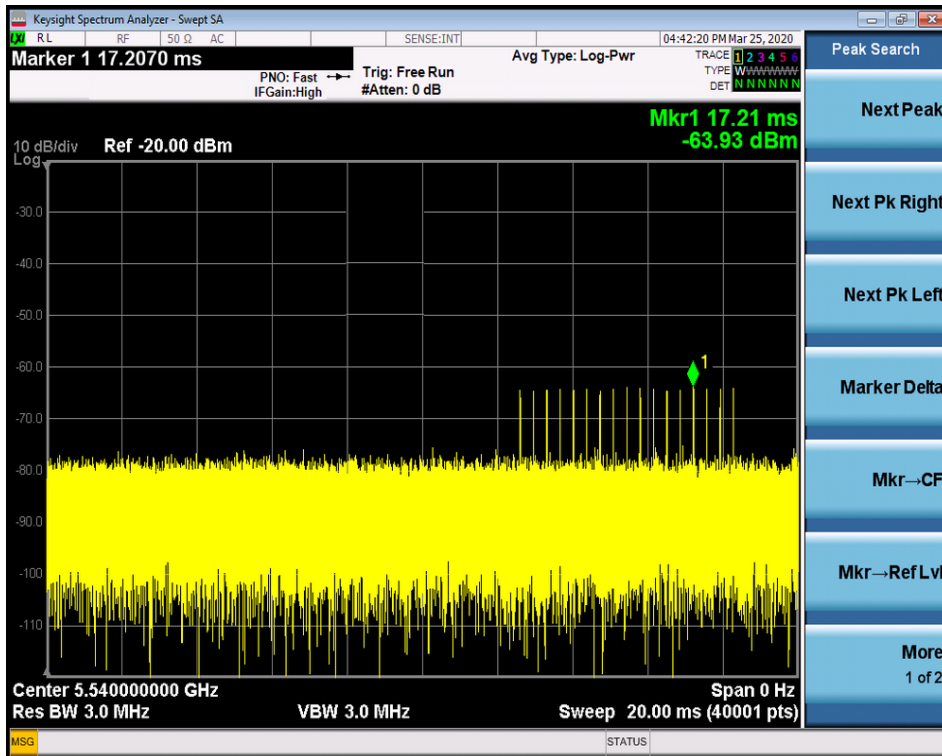 Keysight Spectrum Analyzer - Swept SA
LXI RL RF 50 Ω AC SENSE:INT 04:42:20 PM Mar 25, 2020
Marker 1 17.2070 ms
PNO: Fast
IFGain:High
Trig: Free Run
#Atten: 0 dB
Avg Type: Log-Pwr
TRACE 1 2 3 4 5 6
TYPE WWWWWW
DET N N N N N N
Peak Search
Mkr1 17.21 ms
-63.93 dBm
10 dB/div Ref -20.00 dBm
Log
1
-30.0
-40.0
-50.0
-60.0
-70.0
-80.0
-90.0
-100
-110
Center 5.540000000 GHz Span 0 Hz
Res BW 3.0 MHz VBW 3.0 MHz Sweep 20.00 ms (40001 pts)
MSG STATUS
Next Peak
Next Pk Right
Next Pk Left
Marker Delta
Mkr→CF
Mkr→Ref Lvl
More
1 of 2